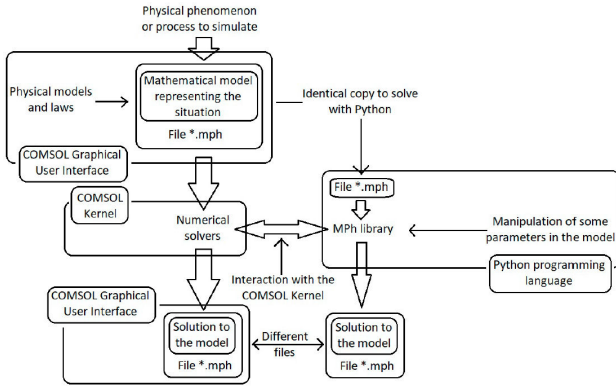 Physical phenomenon
or process to simulate
Physical models
and laws
Mathematical model
representing the
situation
File *.mph
Identical copy to solve
with Python
COMSOL Graphical
User Interface
COMSOL
Kernel
Numerical
solvers
File *.mph
MPh library
Manipulation of some
parameters in the model
Python programming
language
Interaction with the
COMSOL Kernel
COMSOL Graphical
User Interface
Solution to
the model
File *.mph
Different
files
Solution to
the model
File *.mph